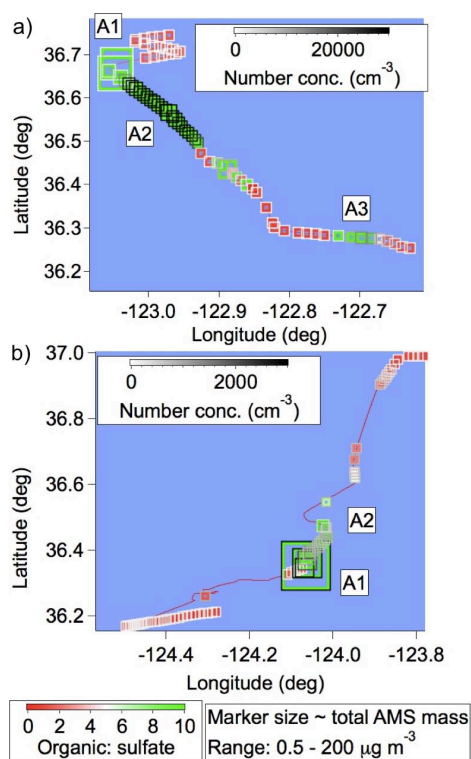 a)
A1
36.7
36.6
36.5
36.4
36.3
36.2
Latitude (deg)
0 20000
Number conc. (cm-3)
A2
A3
-123.0 -122.9 -122.8 -122.7
Longitude (deg)
b)
37.0
36.8
36.6
36.4
36.2
Latitude (deg)
0 2000
Number conc. (cm-3)
A2
A1
-124.4 -124.2 -124.0 -123.8
Longitude (deg)
0 2 4 6 8 10
Organic: sulfate
Marker size ~ total AMS mass
Range: 0.5 - 200 μg m-3